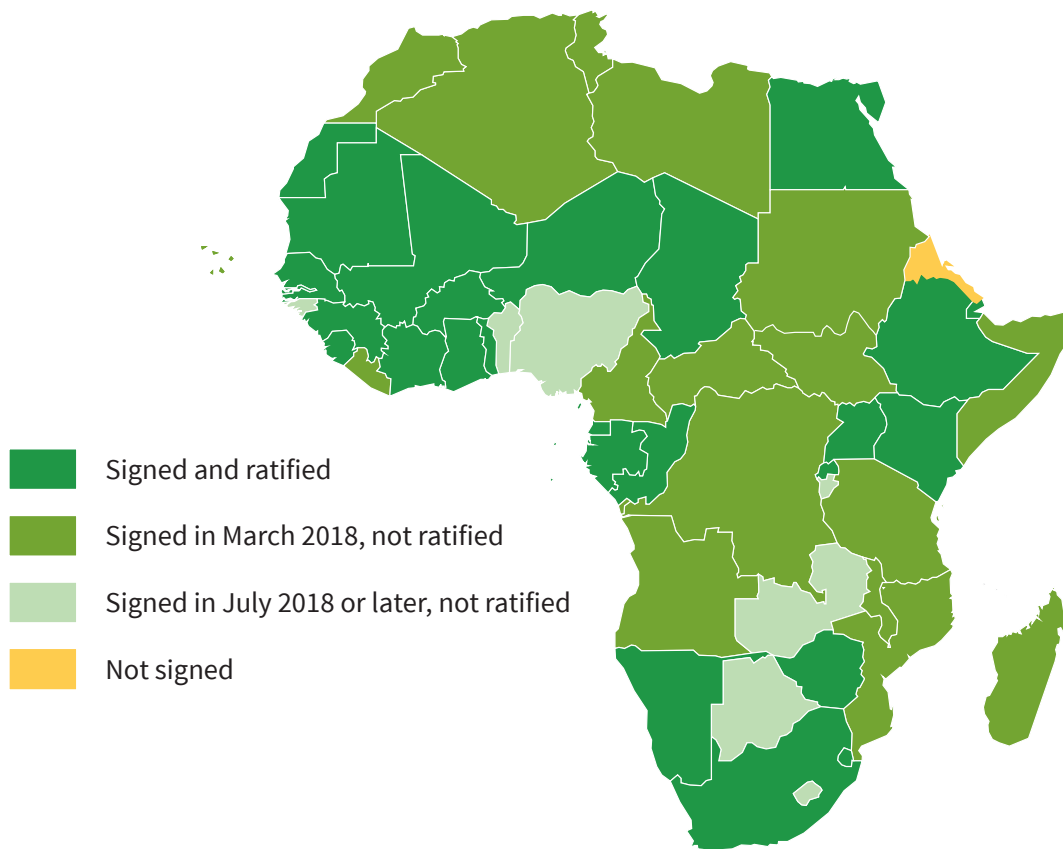 Signed and ratified
Signed in March 2018, not ratified
Signed in July 2018 or later, not ratified
Not signed